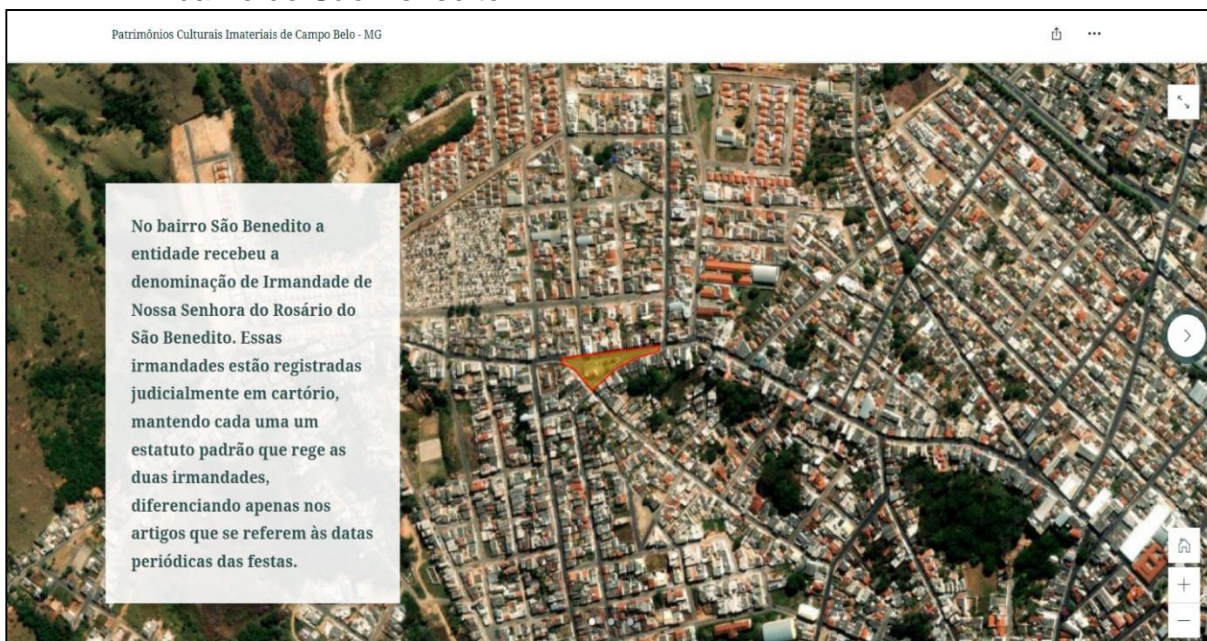 Patrimônios Culturais Imateriais de Campo Belo - MG
No bairro São Benedito a
entidade recebeu a
denominação de Irmandade de
Nossa Senhora do Rosário do
São Benedito. Essas
irmandades estão registradas
judicialmente em cartório,
mantendo cada uma um
estatuto padrão que rege as
duas irmandades,
diferenciando apenas nos
artigos que se referem às datas
periódicas das festas.